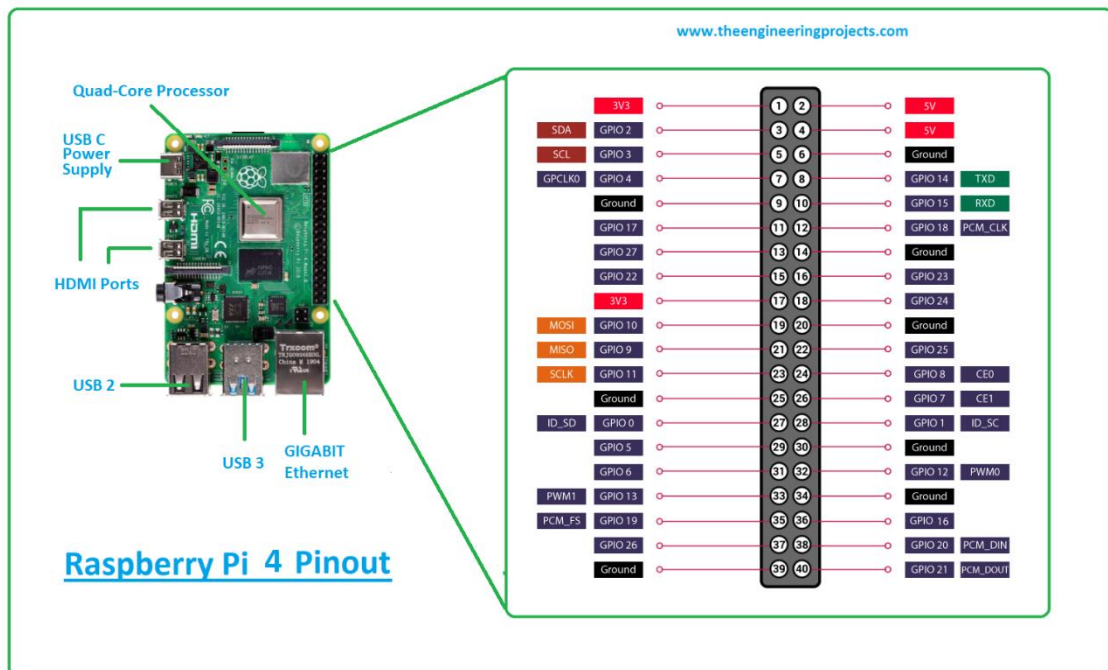 www.theengineeringprojects.com
Quad-Core Processor
USB C
Power
Supply
HDMI Ports
USB 2
USB 3
GIGABIT
Ethernet
HDMI
Trxcom
China M 1904
Raspberry Pi 4 Pinout
3V3 1 2 5V
SDA GPIO 2 3 4 5V
SCL GPIO 3 5 6 Ground
GPCLK0 GPIO 4 7 8 GPIO 14 TXD
Ground 9 10 GPIO 15 RXD
GPIO 17 11 12 GPIO 18 PCM_CLK
GPIO 27 13 14 Ground
GPIO 22 15 16 GPIO 23
3V3 17 18 GPIO 24
MOSI GPIO 10 19 20 Ground
MISO GPIO 9 21 22 GPIO 25
SCLK GPIO 11 23 24 GPIO 8 CE0
Ground 25 26 GPIO 7 CE1
ID_SD GPIO 0 27 28 GPIO 1 ID_SC
GPIO 5 29 30 Ground
GPIO 6 31 32 GPIO 12 PWM0
PWM1 GPIO 13 33 34 Ground
PCM_FS GPIO 19 35 36 GPIO 16
GPIO 26 37 38 GPIO 20 PCM_DIN
Ground 39 40 GPIO 21 PCM_DOUT